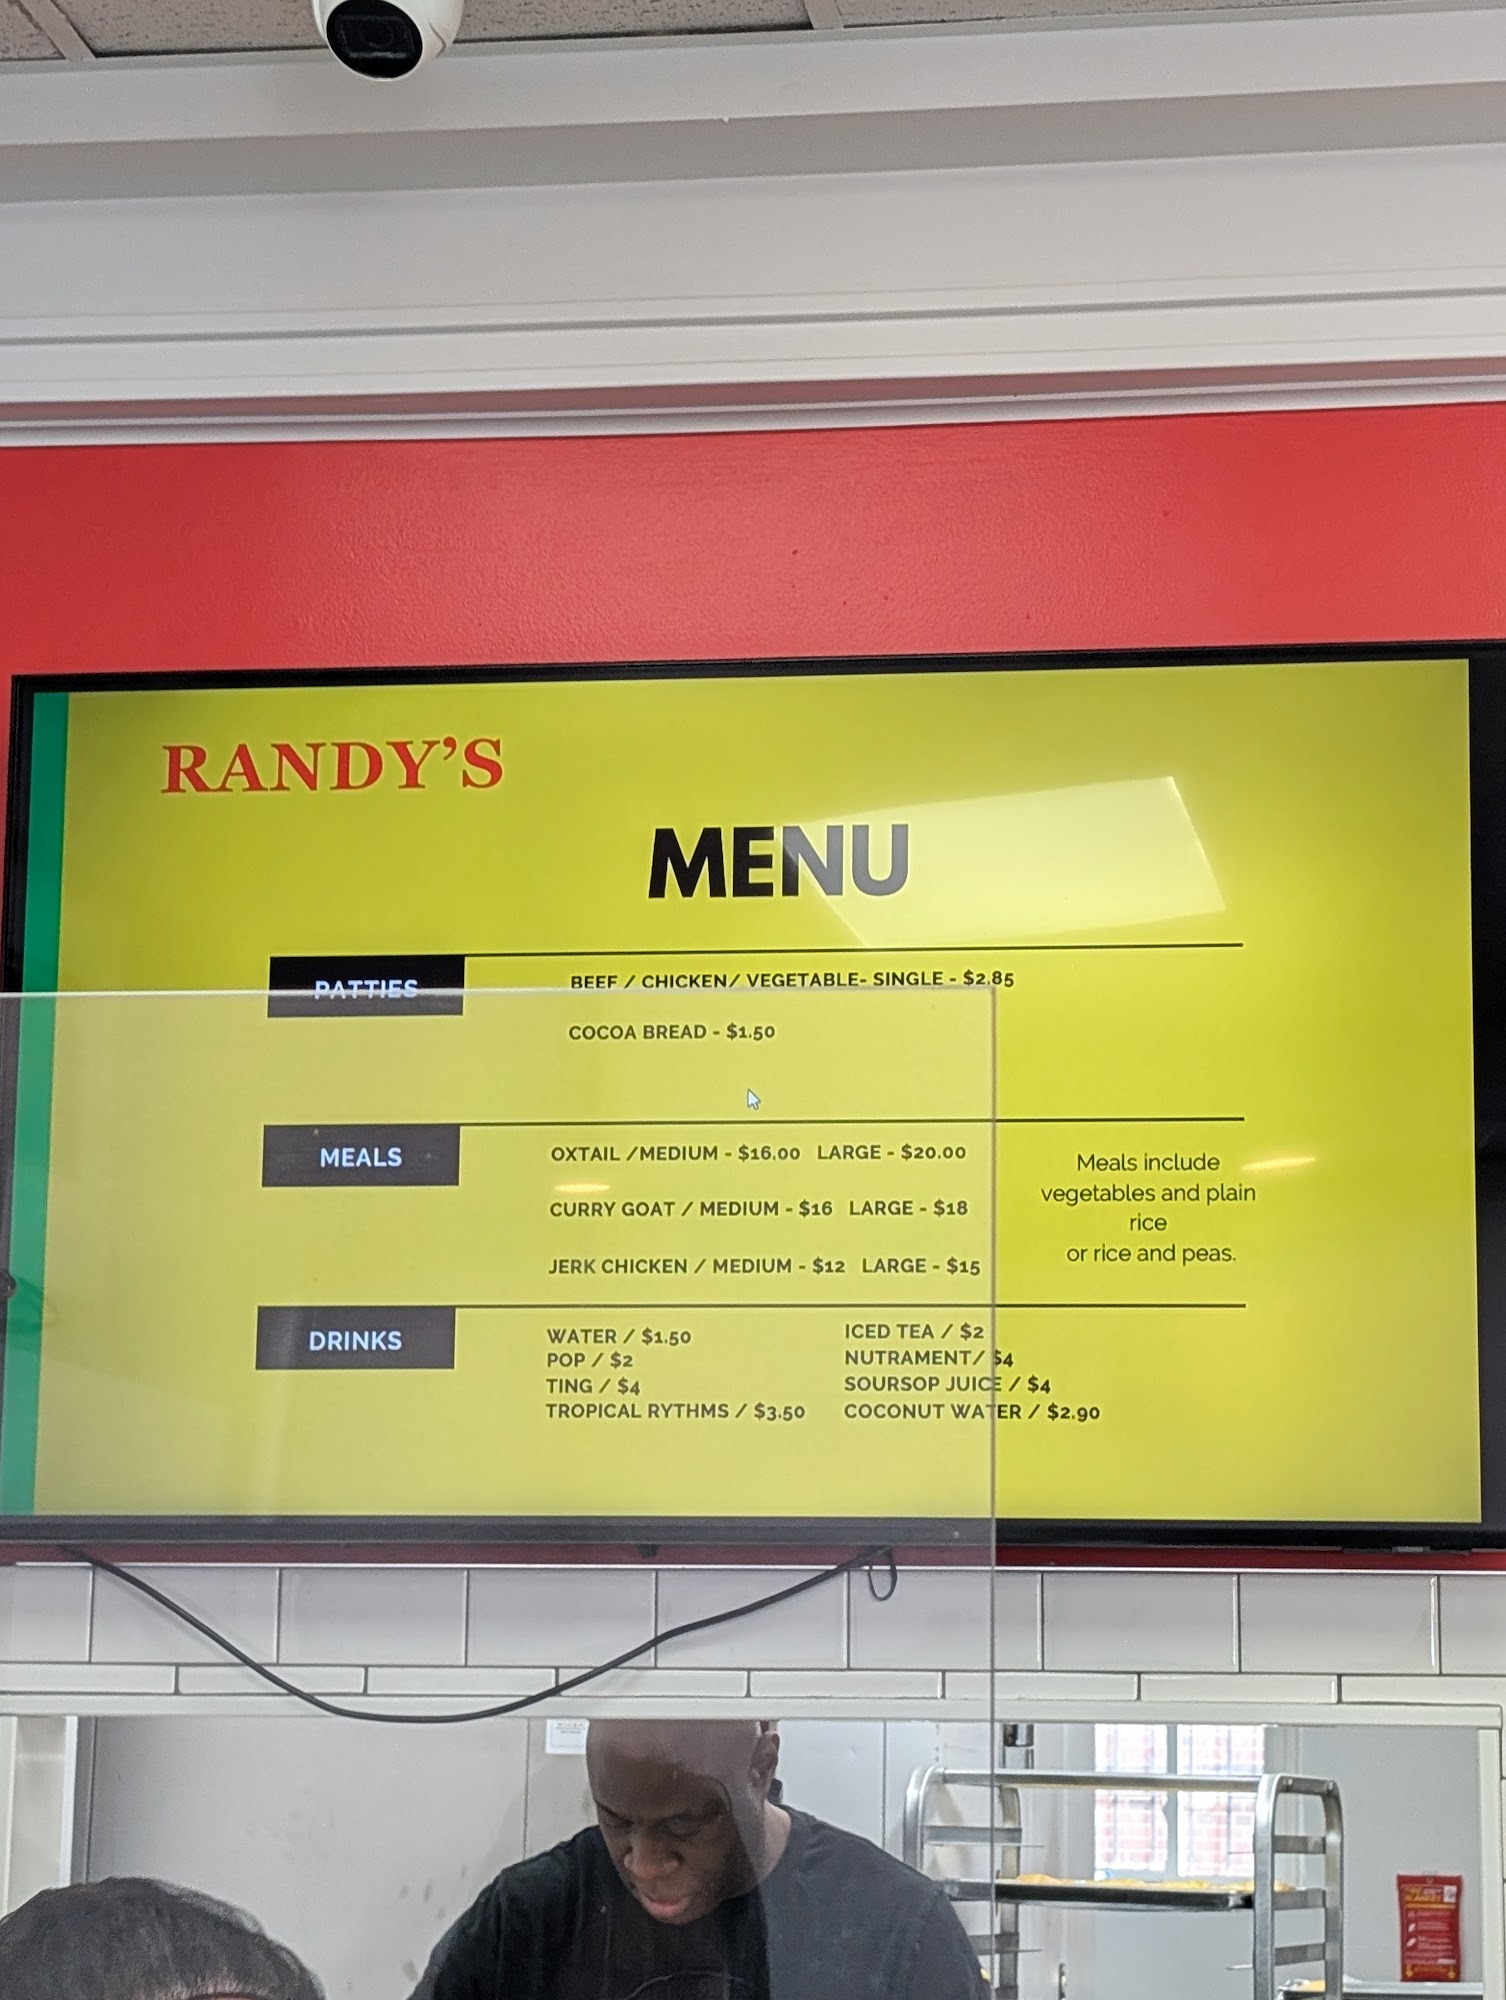 RANDY'S
MENU
PATTIES
BEEF / CHICKEN/ VEGETABLE- SINGLE - $2.85
COCOA BREAD - $1.50
MEALS
OXTAIL /MEDIUM - $16.00 LARGE - $20.00
CURRY GOAT / MEDIUM - $16 LARGE - $18
JERK CHICKEN / MEDIUM - $12 LARGE - $15
Meals include
vegetables and plain
rice
or rice and peas.
DRINKS
WATER / $1.50
POP / $2
TING / $4
TROPICAL RYTHMS / $3.50
ICED TEA / $2
NUTRAMENT/ $4
SOURSOP JUICE / $4
COCONUT WATER / $2.90